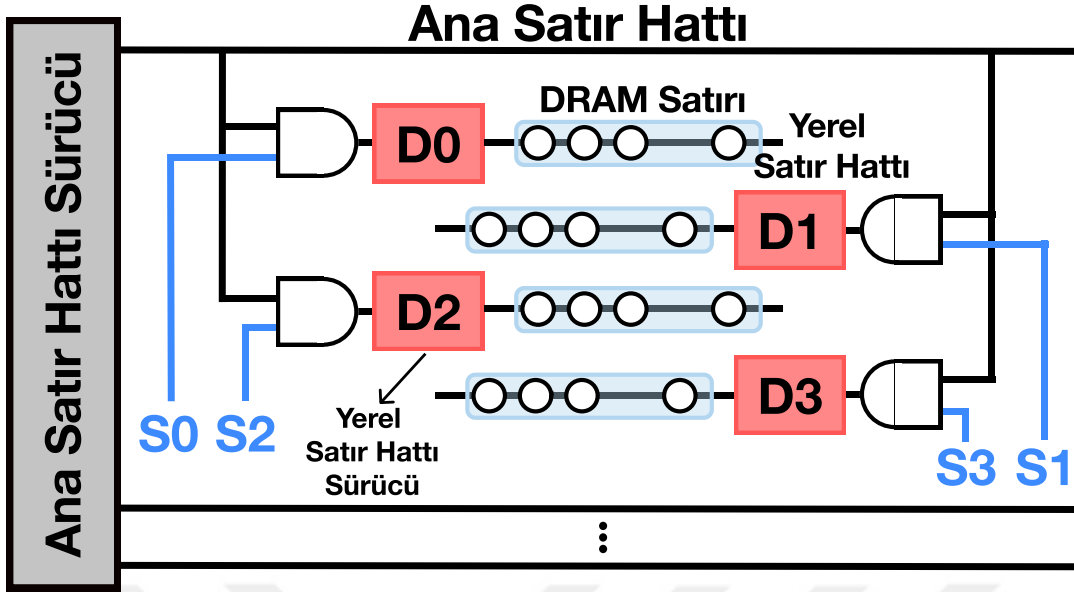 Ana Satır Hattı
Ana Satır Hattı Sürücü
DRAM Satırı
D0
Yerel
Satır Hattı
D1
D2
D3
Yerel
Satır Hattı
Sürücü
S0 S2
S3 S1